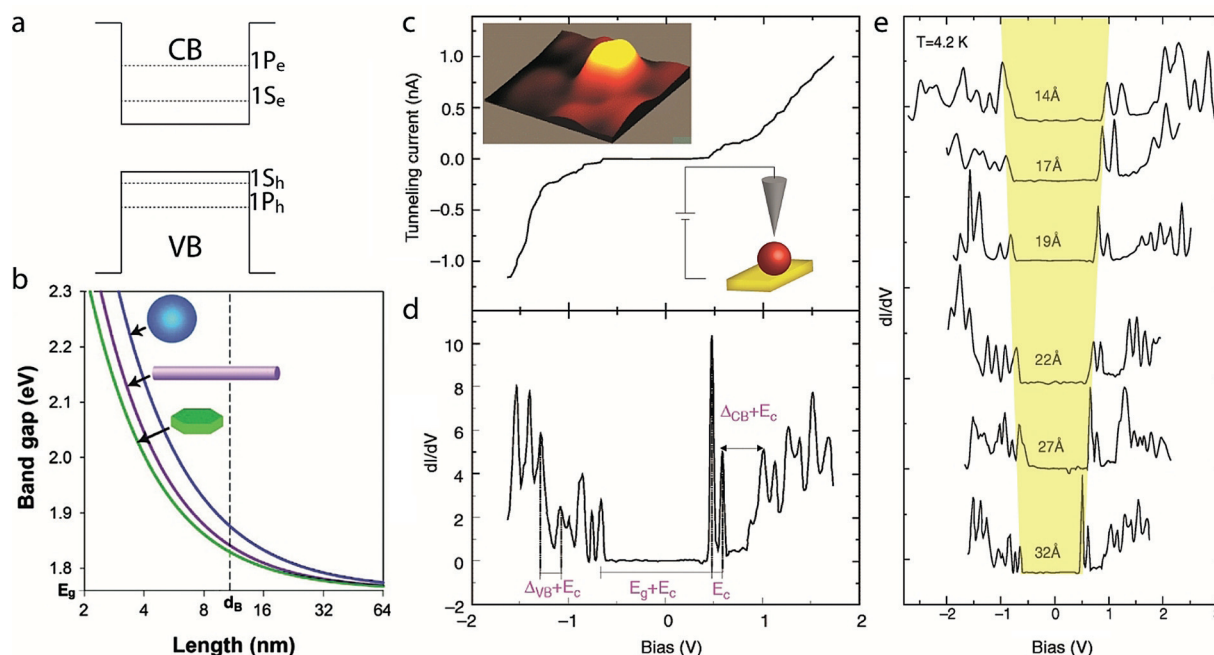 a
CB
1Pe
1Se
1Sh
1Ph
VB
b
2.3
2.2
2.1
2.0
1.9
1.8
Eg
Band gap (eV)
2 4 8 dB 16 32 64
Length (nm)
c
1.0
0.5
0.0
−0.5
−1.0
Tunneling current (nA)
d
10
8
6
4
2
0
−2
dI/dV
ΔCB+Ec
ΔVB+Ec Eg+Ec Ec
−2 −1 0 1 2
Bias (V)
e
T=4.2 K
14Å
17Å
19Å
22Å
27Å
32Å
dI/dV
−2 −1 0 1 2
Bias (V)